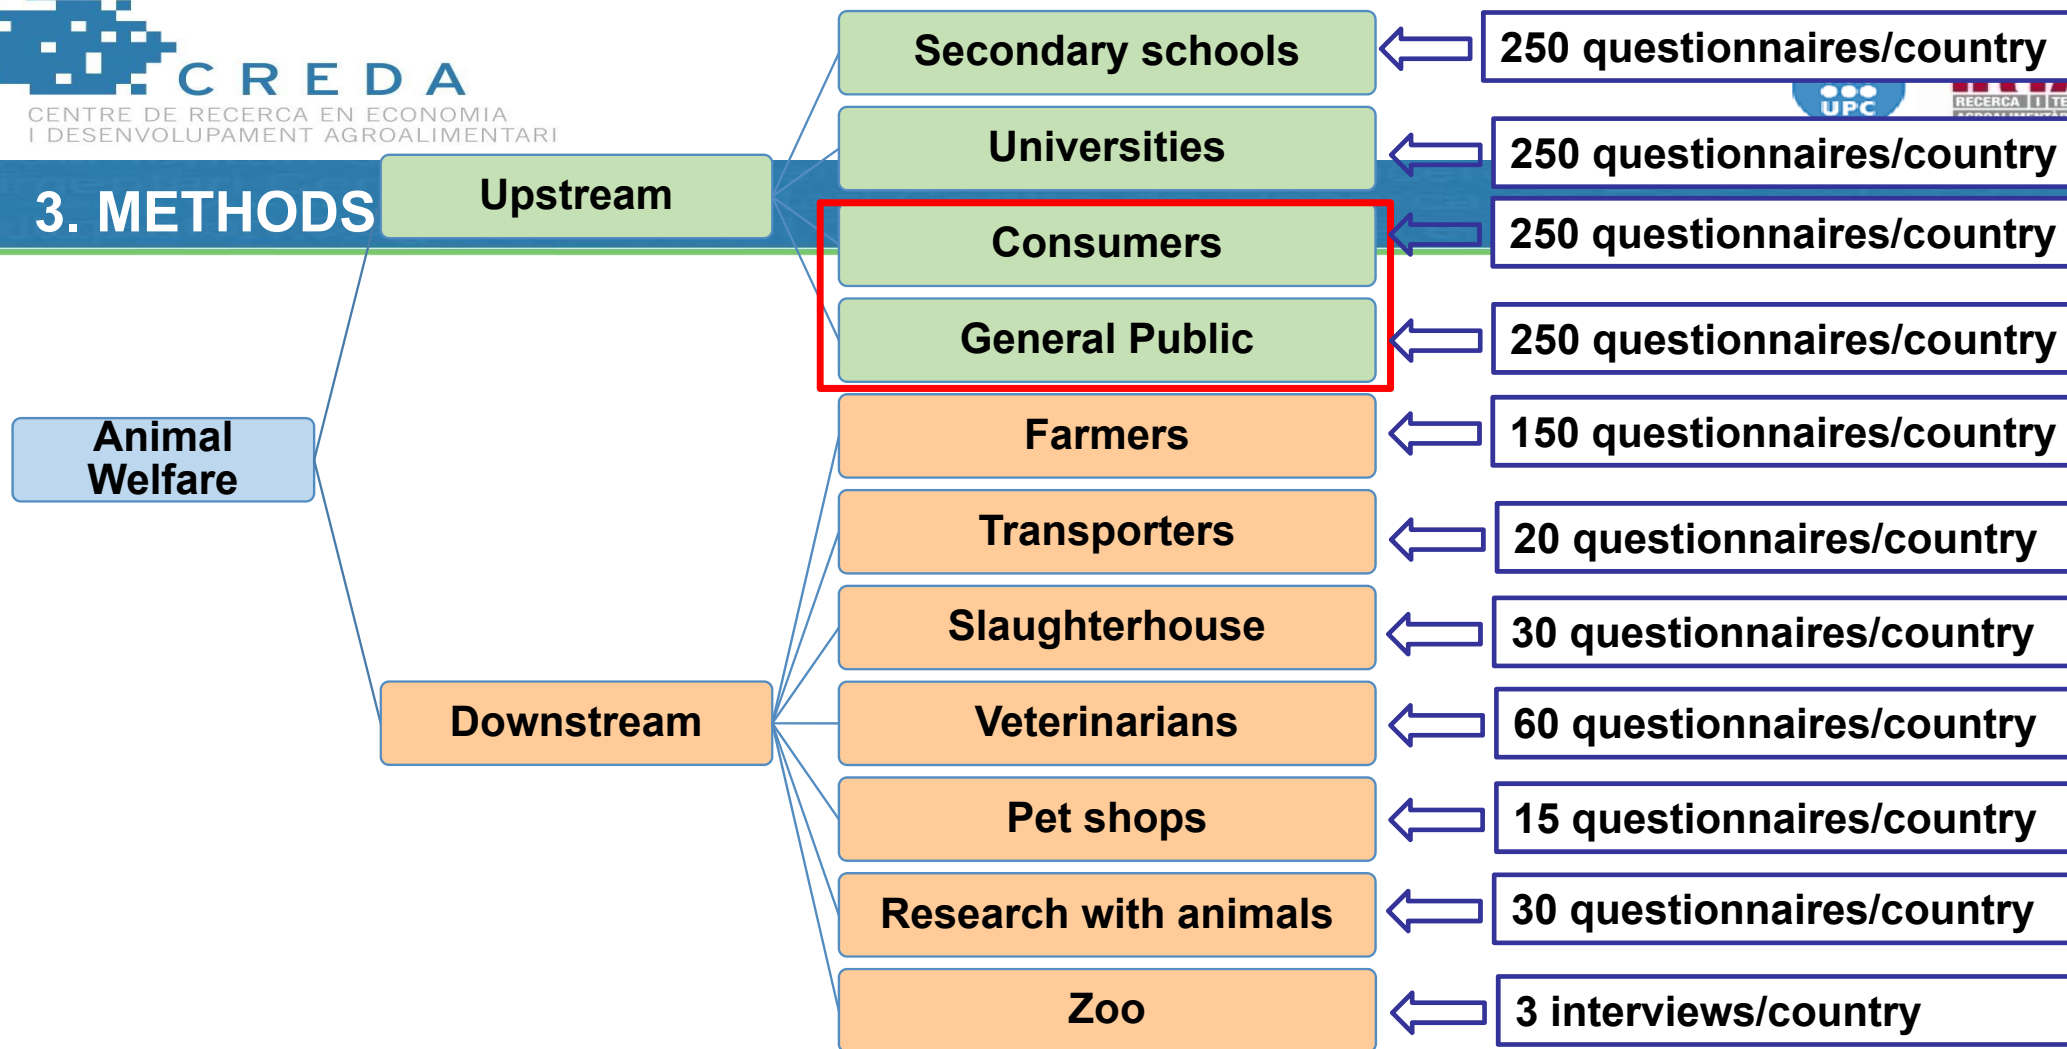 CREDA
CENTRE DE RECERCA EN ECONOMIA
I DESENVOLUPAMENT AGROALIMENTARI
3. METHODS
UPC
RECERCA I
Animal
Welfare
Upstream
Secondary schools
250 questionnaires/country
Universities
250 questionnaires/country
Consumers
250 questionnaires/country
General Public
250 questionnaires/country
Downstream
Farmers
150 questionnaires/country
Transporters
20 questionnaires/country
Slaughterhouse
30 questionnaires/country
Veterinarians
60 questionnaires/country
Pet shops
15 questionnaires/country
Research with animals
30 questionnaires/country
Zoo
3 interviews/country